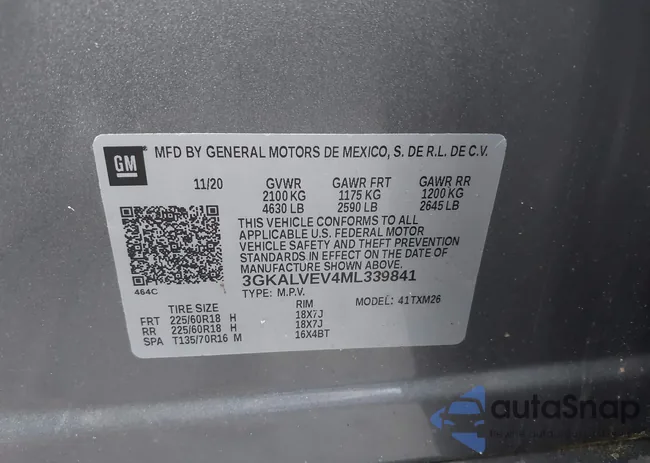 GM
MFD BY GENERAL MOTORS DE MEXICO, S. DE R.L. DE C.V.
11/20 GVWR GAWR FRT GAWR RR
2100 KG 1175 KG 1200 KG
4630 LB 2590 LB 2645 LB
THIS VEHICLE CONFORMS TO ALL
APPLICABLE U.S. FEDERAL MOTOR
VEHICLE SAFETY AND THEFT PREVENTION
STANDARDS IN EFFECT ON THE DATE OF
MANUFACTURE SHOWN ABOVE.
464C
3GKALVEV4ML339841
TYPE: M.P.V. MODEL: 41TXM26
TIRE SIZE RIM
FRT 225/60R18 H 18X7J
RR 225/60R18 H 18X7J
SPA T135/70R16 M 16X4BT
autaSnap